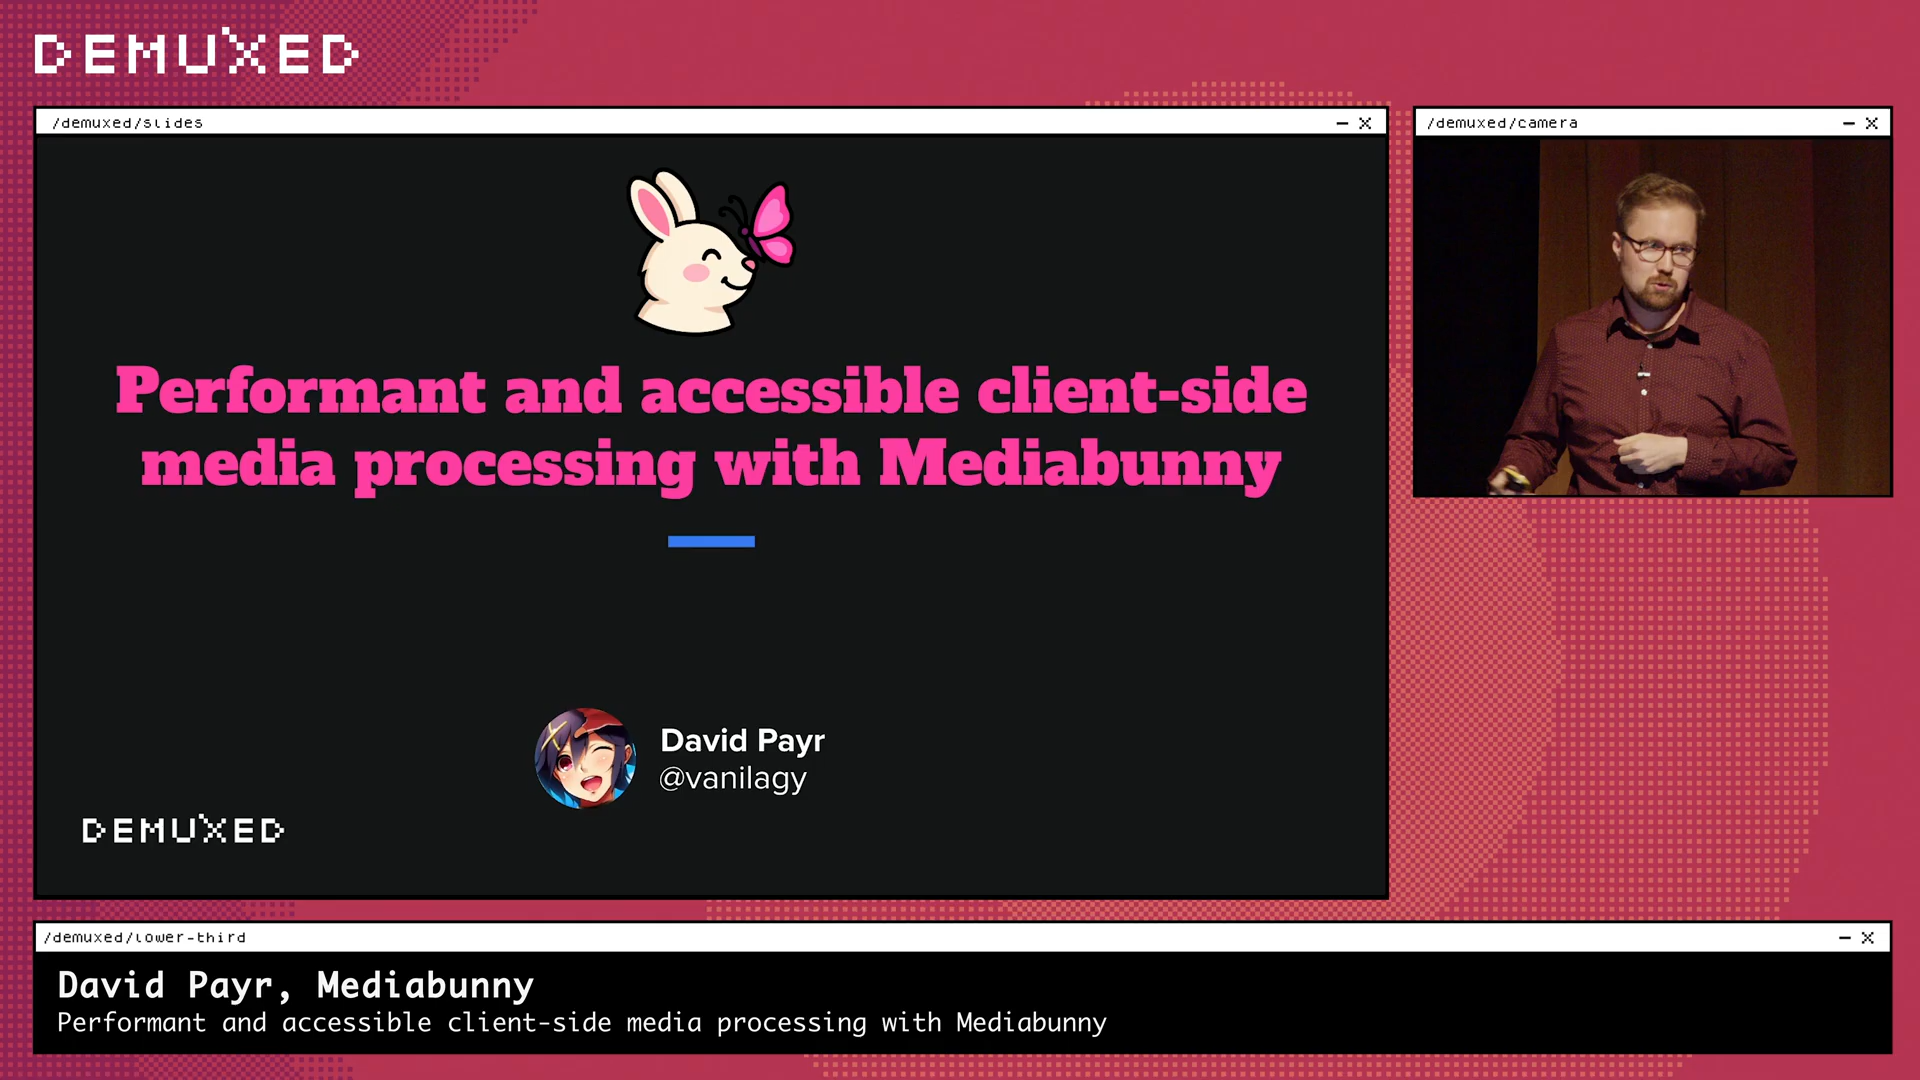 DEMUXED
/demuxed/slides
Performant and accessible client-side
media processing with Mediabunny
David Payr
@vanilagy
DEMUXED
/demuxed/camera
/demuxed/lower-third
David Payr, Mediabunny
Performant and accessible client-side media processing with Mediabunny